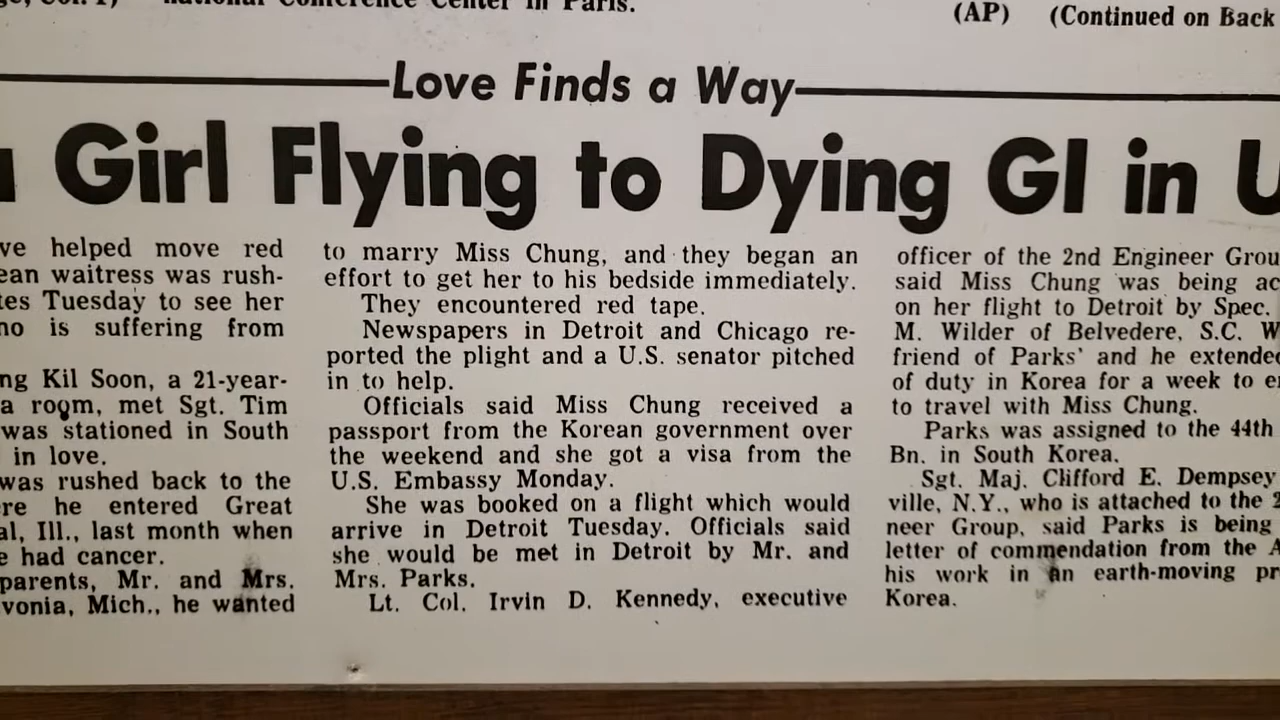 national Conference Center in Paris.
(AP) (Continued on Back
Love Finds a Way
Girl Flying to Dying GI in U
ve helped move red
ean waitress was rush-
tes Tuesday to see her
no is suffering from
ng Kil Soon, a 21-year-
a room, met Sgt. Tim
was stationed in South
in love.
was rushed back to the
re he entered Great
al, Ill., last month when
e had cancer.
parents, Mr. and Mrs.
vonia, Mich., he wanted
to marry Miss Chung, and they began an
effort to get her to his bedside immediately.
They encountered red tape.
Newspapers in Detroit and Chicago re-
ported the plight and a U.S. senator pitched
in to help.
Officials said Miss Chung received a
passport from the Korean government over
the weekend and she got a visa from the
U.S. Embassy Monday.
She was booked on a flight which would
arrive in Detroit Tuesday. Officials said
she would be met in Detroit by Mr. and
Mrs. Parks.
Lt. Col. Irvin D. Kennedy, executive
officer of the 2nd Engineer Grou
said Miss Chung was being ac
on her flight to Detroit by Spec.
M. Wilder of Belvedere, S.C. W
friend of Parks' and he extended
of duty in Korea for a week to e
to travel with Miss Chung.
Parks was assigned to the 44th
Bn. in South Korea.
Sgt. Maj. Clifford E. Dempsey
ville, N.Y., who is attached to the 2
neer Group, said Parks is being
letter of commendation from the A
his work in an earth-moving pr
Korea.